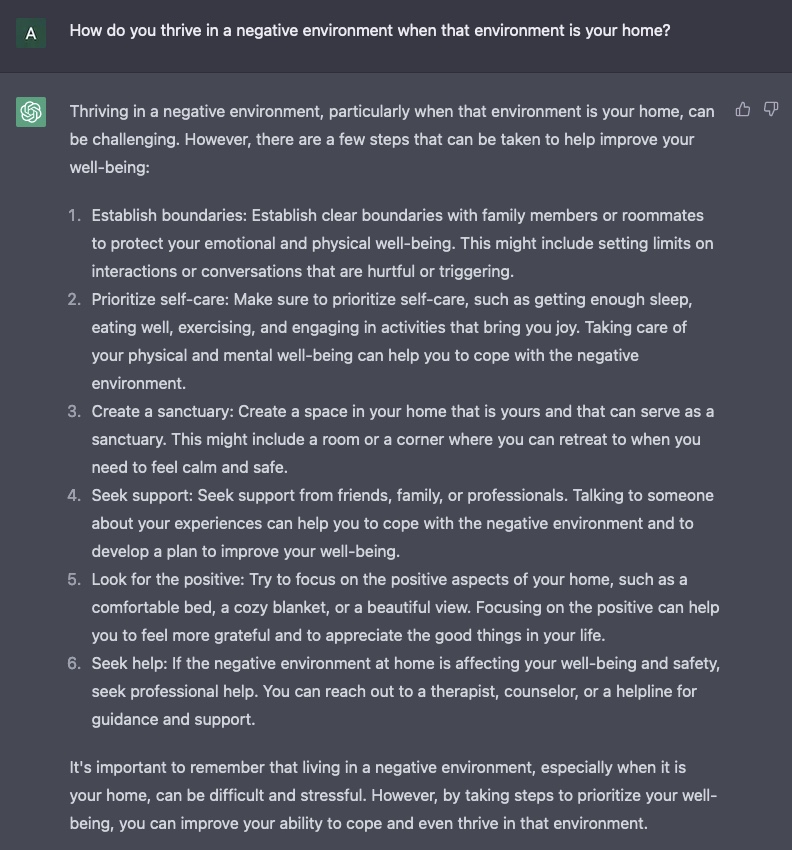 A
How do you thrive in a negative environment when that environment is your home?
Thriving in a negative environment, particularly when that environment is your home, can
be challenging. However, there are a few steps that can be taken to help improve your
well-being:
1. Establish boundaries: Establish clear boundaries with family members or roommates
to protect your emotional and physical well-being. This might include setting limits on
interactions or conversations that are hurtful or triggering.
2. Prioritize self-care: Make sure to prioritize self-care, such as getting enough sleep,
eating well, exercising, and engaging in activities that bring you joy. Taking care of
your physical and mental well-being can help you to cope with the negative
environment.
3. Create a sanctuary: Create a space in your home that is yours and that can serve as a
sanctuary. This might include a room or a corner where you can retreat to when you
need to feel calm and safe.
4. Seek support: Seek support from friends, family, or professionals. Talking to someone
about your experiences can help you to cope with the negative environment and to
develop a plan to improve your well-being.
5. Look for the positive: Try to focus on the positive aspects of your home, such as a
comfortable bed, a cozy blanket, or a beautiful view. Focusing on the positive can help
you to feel more grateful and to appreciate the good things in your life.
6. Seek help: If the negative environment at home is affecting your well-being and safety,
seek professional help. You can reach out to a therapist, counselor, or a helpline for
guidance and support.
It's important to remember that living in a negative environment, especially when it is
your home, can be difficult and stressful. However, by taking steps to prioritize your well-
being, you can improve your ability to cope and even thrive in that environment.